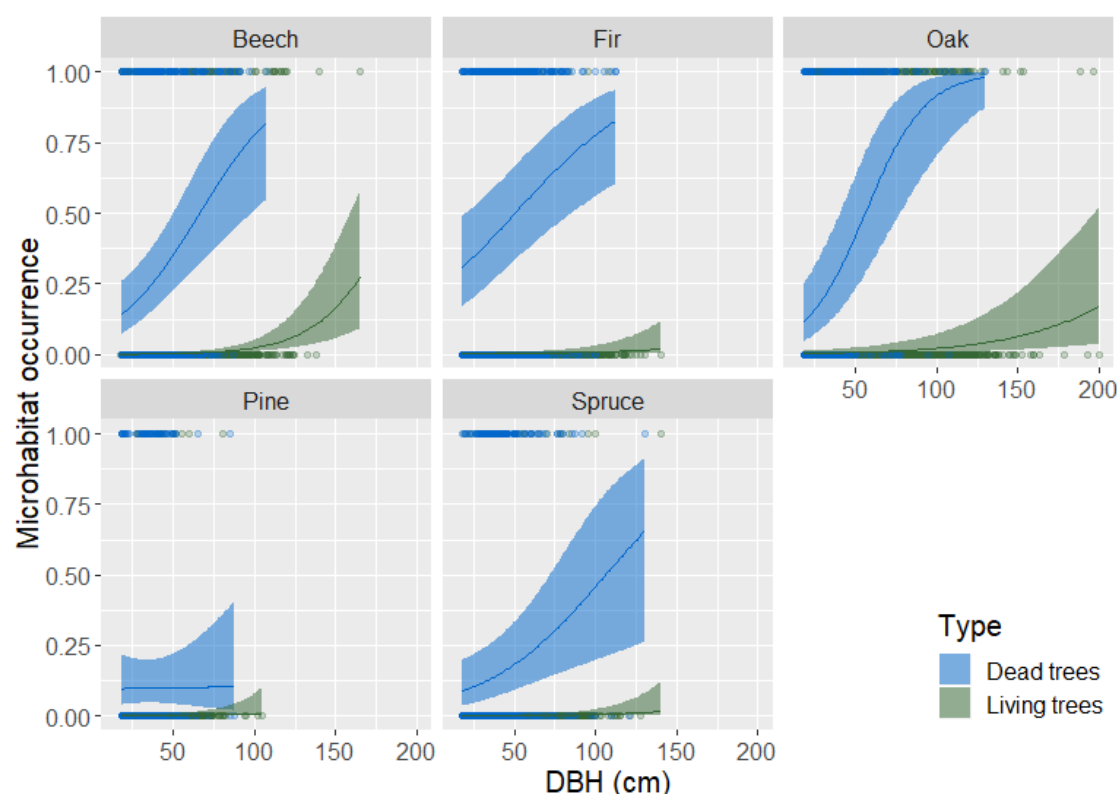 Beech Fir Oak
1.00
0.75
0.50
0.25
0.00
50 100 150 200
Pine Spruce
1.00
0.75
0.50
0.25
0.00
50 100 150 200 50 100 150 200
Microhabitat occurrence
DBH (cm)
Type
Dead trees
Living trees